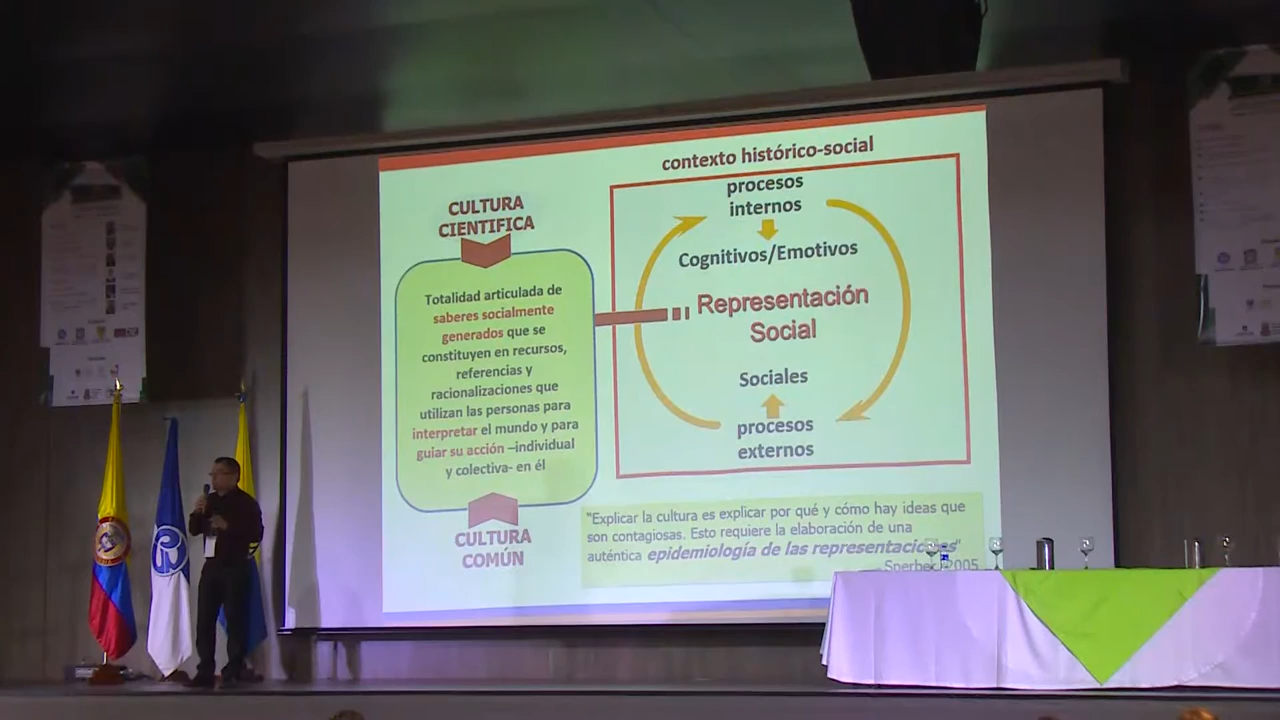 contexto histórico-social
CULTURA
CIENTIFICA
Totalidad articulada de
saberes socialmente
generados que se
constituyen en recursos,
referencias y
racionalizaciones que
utilizan las personas para
interpretar el mundo y para
guiar su acción –individual
y colectiva- en él
CULTURA
COMÚN
procesos
internos
Cognitivos/Emotivos
Representación
Social
Sociales
procesos
externos
"Explicar la cultura es explicar por qué y cómo hay ideas que
son contagiosas. Esto requiere la elaboración de una
auténtica epidemiología de las representaciones"
Sperber, 2005